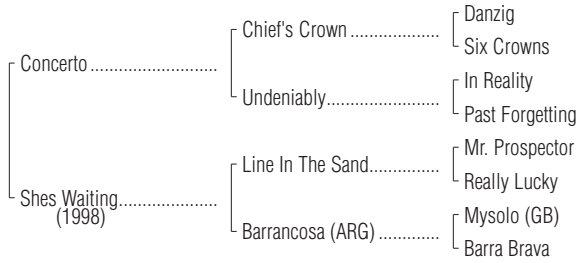 Concerto
Shes Waiting
(1998)
Chief's Crown
Undeniably
Line In The Sand
Barrancosa (ARG)
Danzig
Six Crowns
In Reality
Past Forgetting
Mr. Prospector
Really Lucky
Mysolo (GB)
Barra Brava